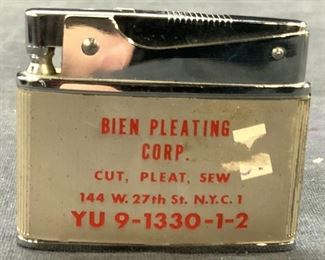 BIEN PLEATING
CORP.
CUT, PLEAT, SEW
144 W. 27th St. N.Y.C. 1
YU 9-1330-1-2